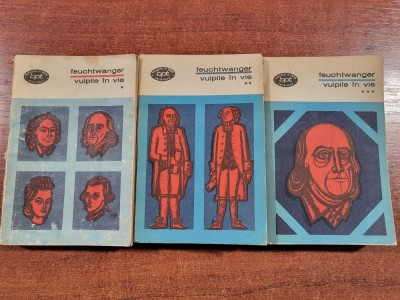 bpt
feuchtwanger
vulpile în vie
*
bpt
feuchtwanger
vulpile în vie
**
bpt
feuchtwanger
vulpile în vie
***